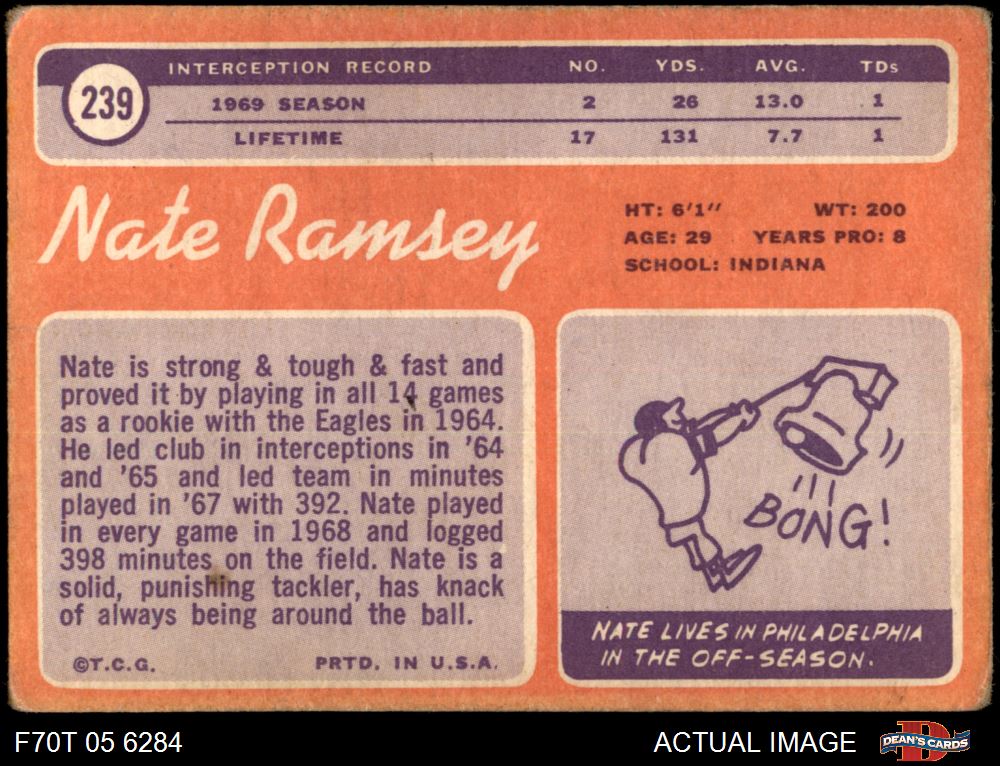 INTERCEPTION RECORD NO. YDS. AVG. TDs
239
1969 SEASON 2 26 13.0 1
LIFETIME 17 131 7.7 1
Nate Ramsey
HT: 6'1" WT: 200
AGE: 29 YEARS PRO: 8
SCHOOL: INDIANA
Nate is strong & tough & fast and
proved it by playing in all 14 games
as a rookie with the Eagles in 1964.
He led club in interceptions in '64
and '65 and led team in minutes
played in '67 with 392. Nate played
in every game in 1968 and logged
398 minutes on the field. Nate is a
solid, punishing tackler, has knack
of always being around the ball.
©T.C.G. PRTD. IN U.S.A.
BONG!
NATE LIVES IN PHILADELPHIA
IN THE OFF-SEASON.
F70T 05 6284
ACTUAL IMAGE
DEAN'S CARDS